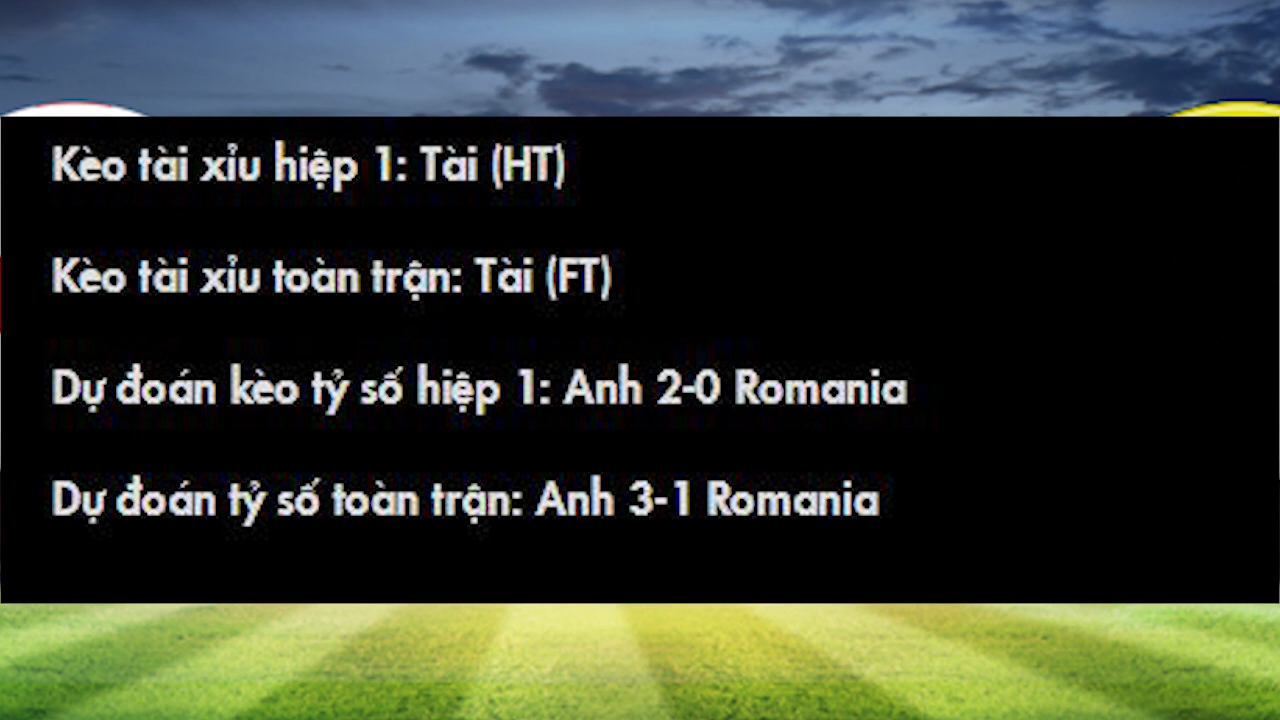 Kèo tài xỉu hiệp 1: Tài (HT)
Kèo tài xỉu toàn trận: Tài (FT)
Dự đoán kèo tỷ số hiệp 1: Anh 2-0 Romania
Dự đoán tỷ số toàn trận: Anh 3-1 Romania